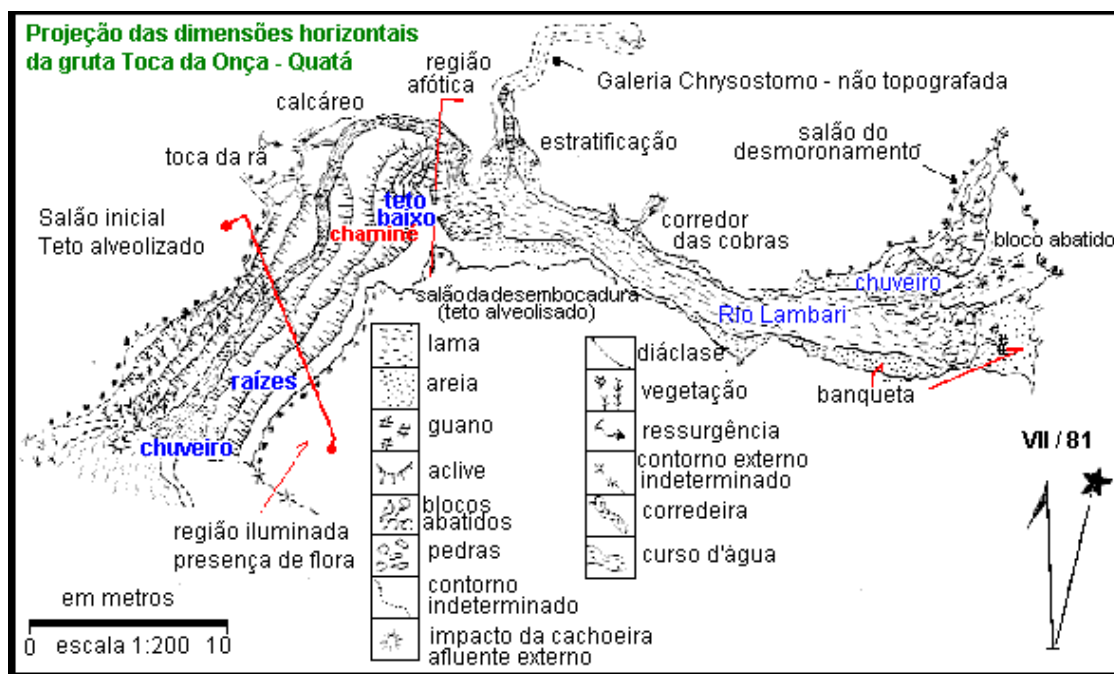 Projeção das dimensões horizontais
da gruta Toca da Onça - Quatá
região
afótica
Galeria Chrysostomo - não topografada
calcáreo
estratificação
salão do
desmoronamento
toca da rã
Salão inicial
Teto alveolizado
teto
baixo
chaminé
corredor
das cobras
bloco abatido
chuveiro
salão da desembocadura
(teto alveolisado)
Rio Lambari
raízes
banqueta
chuveiro
região iluminada
presença de flora
lama
areia
guano
aclive
blocos
abatidos
pedras
contorno
indeterminado
impacto da cachoeira
afluente externo
diáclase
vegetação
ressurgência
contorno externo
indeterminado
corredeira
curso d'água
VII / 81
em metros
0 escala 1:200 10